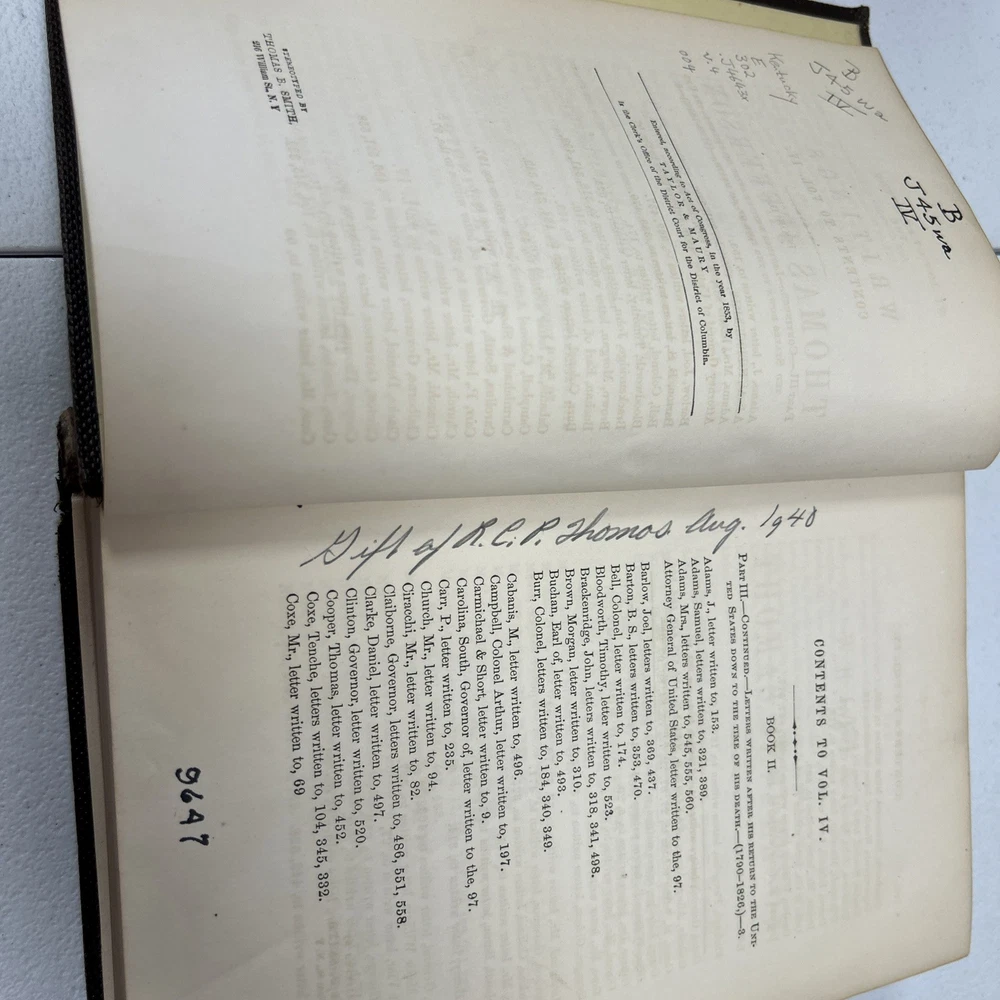 B
J45wa
IV
B
J45wa
IV
Kentucky
E
302
.J4643x
v.4
004
Entered, according to Act of Congress, in the year 1853, by
TAYLOR & MAURY
In the Clerk's Office of the District Court for the District of Columbia.
STEREOTYPED BY
THOMAS B. SMITH,
216 William St., N. Y
CONTENTS TO VOL. IV.
BOOK II.
PART III.—CONTINUED.—LETTERS WRITTEN AFTER HIS RETURN TO THE UNI-
TED STATES DOWN TO THE TIME OF HIS DEATH.—(1790-1826.)—3.
Adams, J., letter written to, 153.
Adams, Samuel, letters written to, 321, 389.
Adams, Mrs., letters written to, 545, 555, 560.
Attorney General of United States, letter written to the, 97.
Barlow, Joel, letters written to, 369, 437.
Barton, B. S., letters written to, 353, 470.
Bell, Colonel, letter written to, 174.
Bloodworth, Timothy, letter written to, 523.
Brackenridge, John, letters written to, 318, 341, 498.
Brown, Morgan, letter written to, 310.
Buchan, Earl of, letter written to, 493.
Burr, Colonel, letters written to, 184, 340, 349.
Cabanis, M., letter written to, 496.
Campbell, Colonel Arthur, letter written to, 197.
Carmichael & Short, letter written to, 9.
Carolina, South, Governor of, letter written to the, 97.
Carr, P., letter written to, 235.
Church, Mr., letter written to, 94.
Ciracchi, Mr., letter written to, 82.
Claiborne, Governor, letters written to, 486, 551, 558.
Clarke, Daniel, letter written to, 497.
Clinton, Governor, letter written to, 520.
Cooper, Thomas, letter written to, 452.
Coxe, Tenche, letters written to, 104, 345, 332.
Coxe, Mr., letter written to, 69
Gift of R.C.P. Thomas Aug. 1940
9647